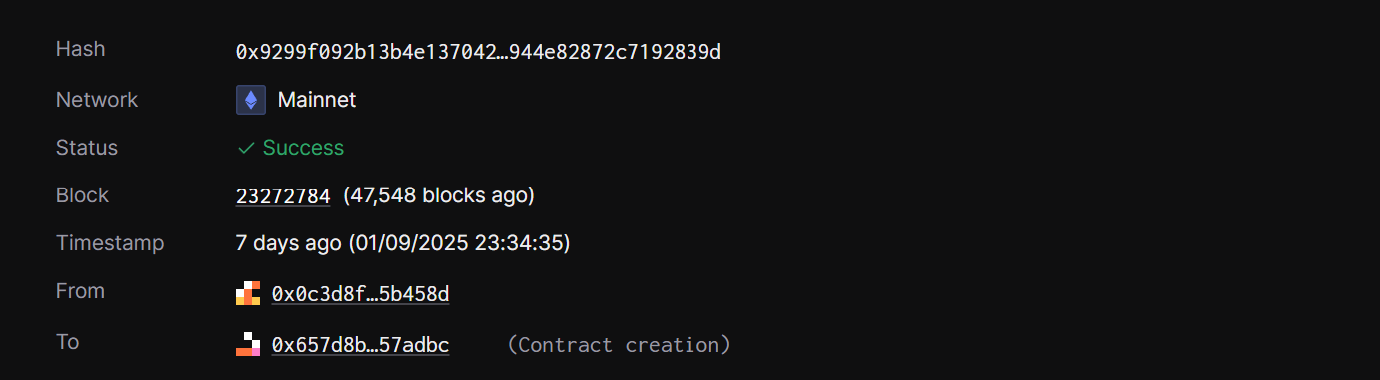 Hash 0x9299f092b13b4e137042…944e82872c7192839d
Network Mainnet
Status Success
Block 23272784 (47,548 blocks ago)
Timestamp 7 days ago (01/09/2025 23:34:35)
From 0x0c3d8f…5b458d
To 0x657d8b…57adbc (Contract creation)